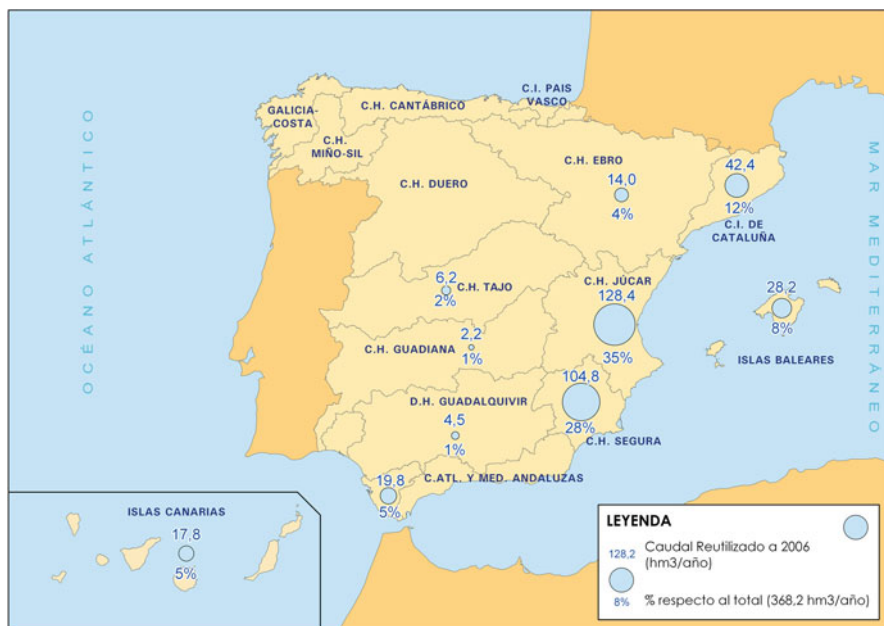 C.I. PAIS
VASCO
C.H. CANTÁBRICO
GALICIA-
COSTA
C.H.
MIÑO-SIL
C.H. EBRO
14,0
4%
42,4
12%
C.I. DE
CATALUÑA
C.H. DUERO
OCÉANO ATLÁNTICO
MAR MEDITERRÁNEO
6,2
2%
C.H. TAJO
C.H. JÚCAR
128,4
35%
28,2
8%
ISLAS BALEARES
2,2
1%
C.H. GUADIANA
104,8
28%
C.H. SEGURA
D.H. GUADALQUIVIR
4,5
1%
19,8
5%
C.ATL. Y MED. ANDALUZAS
ISLAS CANARIAS
17,8
5%
LEYENDA
128,2
Caudal Reutilizado a 2006
(hm3/año)
8%
% respecto al total (368,2 hm3/año)